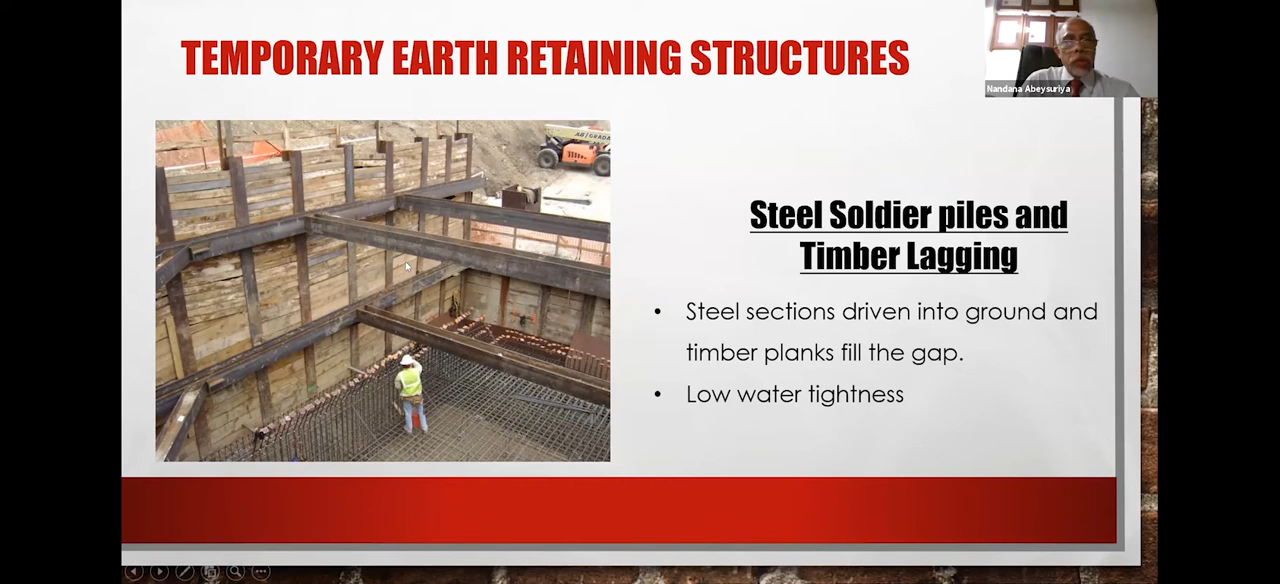 TEMPORARY EARTH RETAINING STRUCTURES
Nandana Abeysuriya
Steel Soldier piles and
Timber Lagging
• Steel sections driven into ground and
timber planks fill the gap.
• Low water tightness